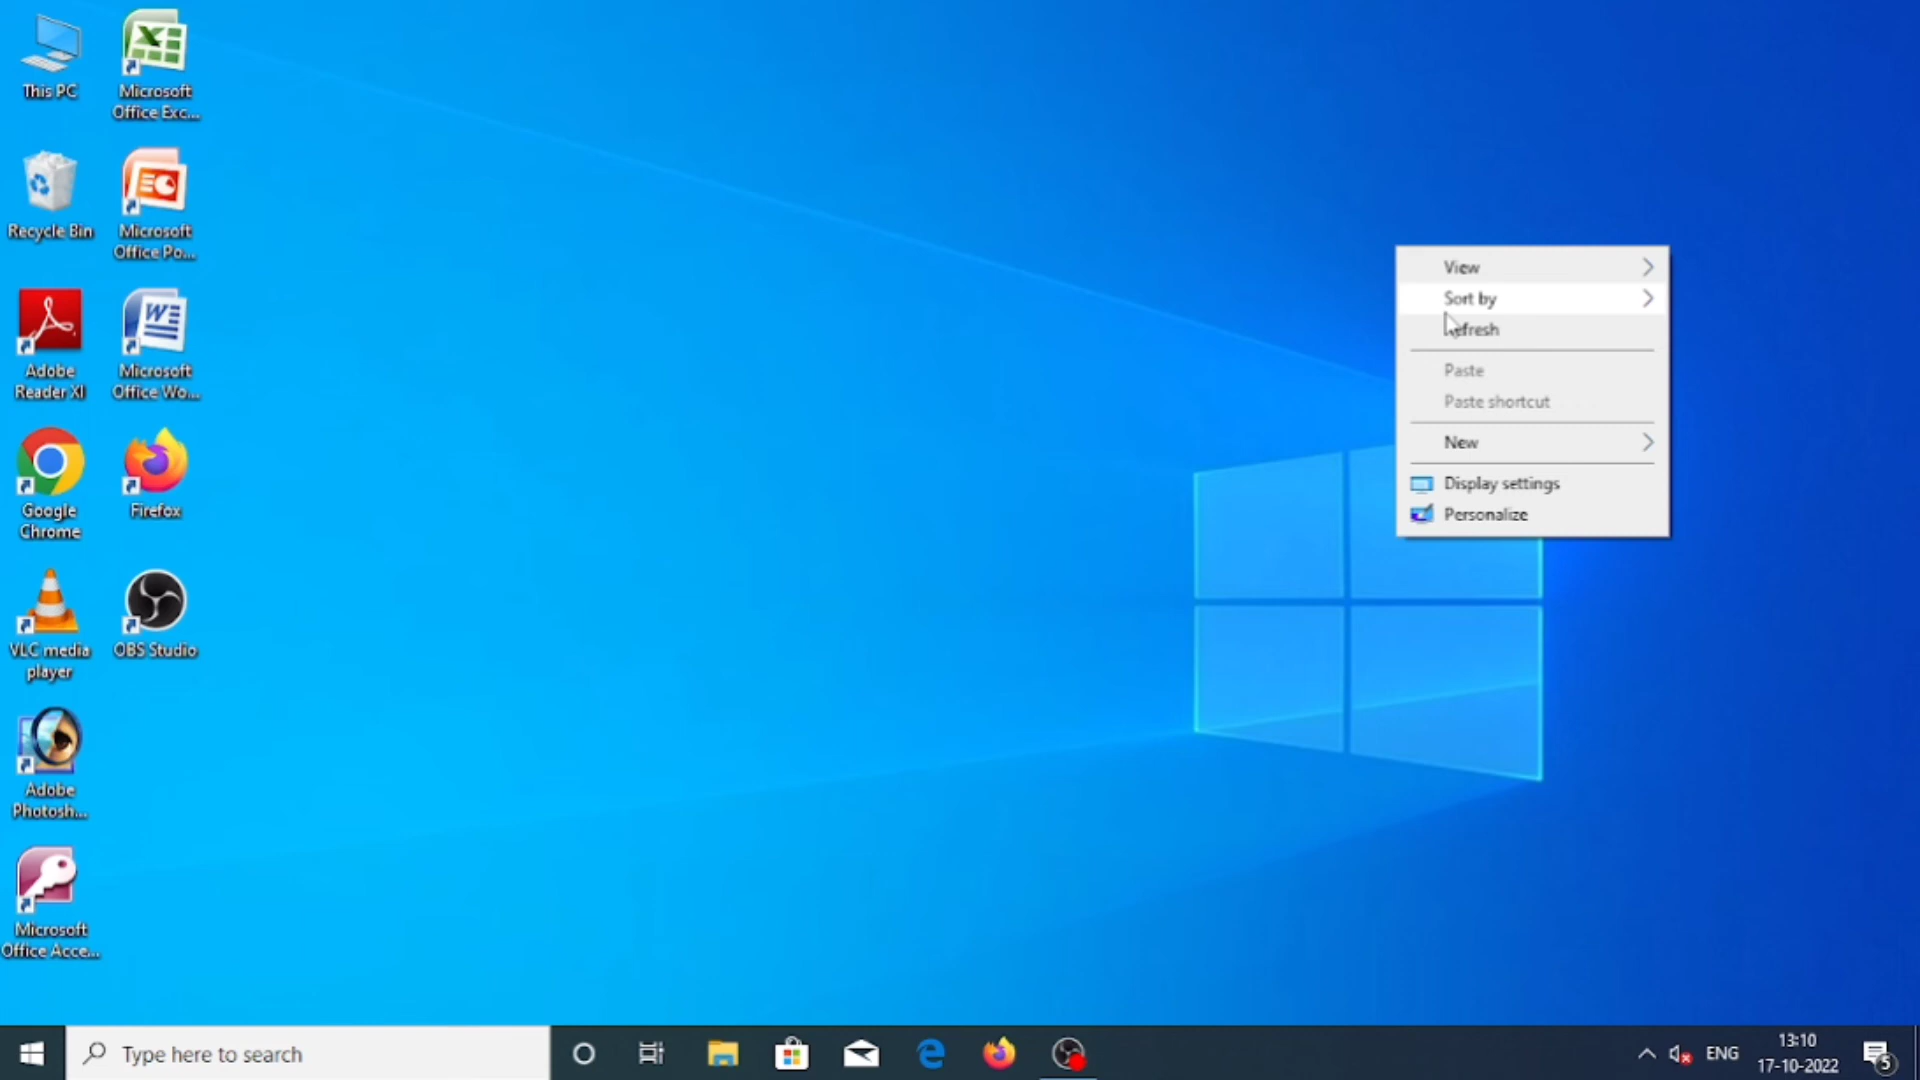 This PC
Microsoft
Office Exc...
Recycle Bin
Microsoft
Office Po...
Adobe
Reader XI
Microsoft
Office Wo...
Google
Chrome
Firefox
VLC media
player
OBS Studio
Adobe
Photosh...
Microsoft
Office Acce...
View
Sort by
Refresh
Paste
Paste shortcut
New
Display settings
Personalize
Type here to search
ENG
13:10
17-10-2022
5